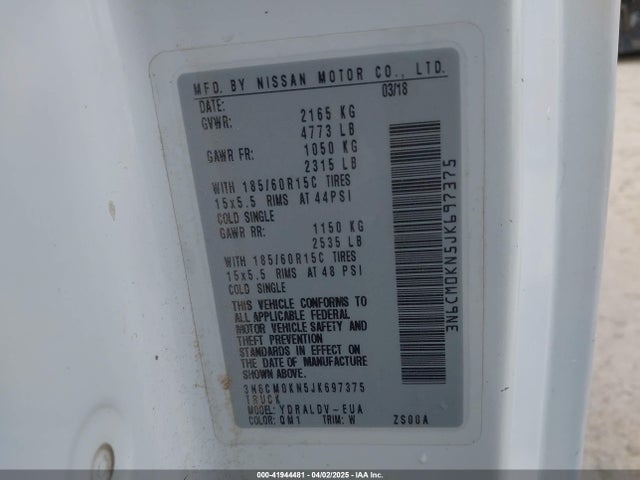 MFD. BY NISSAN MOTOR CO., LTD.
DATE: 03/18
GVWR: 2165 KG
4773 LB
GAWR FR: 1050 KG
2315 LB
WITH 185/60R15C TIRES
15x5.5 RIMS AT 44PSI
COLD SINGLE
GAWR RR: 1150 KG
2535 LB
WITH 185/60R15C TIRES
15x5.5 RIMS AT 48 PSI
COLD SINGLE
THIS VEHICLE CONFORMS TO
ALL APPLICABLE FEDERAL
MOTOR VEHICLE SAFETY AND
THEFT PREVENTION
STANDARDS IN EFFECT ON
THE DATE OF MANUFACTURE
SHOWN ABOVE.
3N6CM0KN5JK697375
TRUCK
MODEL: YDRALDV-EUA
COLOR: QM1 TRIM: W ZS00A
3N6CM0KN5JK697375
000-41944481 - 04/02/2025 - IAA, Inc.